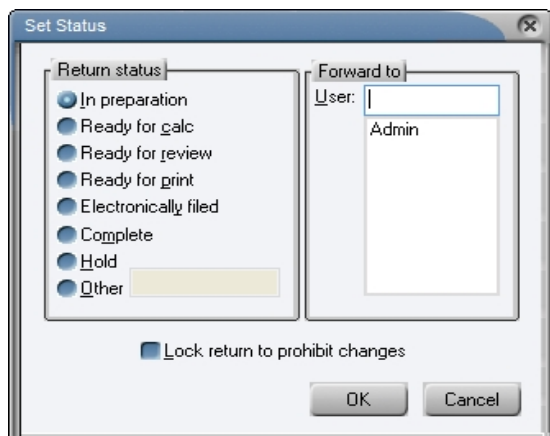 Set Status
Return status
In preparation
Ready for calc
Ready for review
Ready for print
Electronically filed
Complete
Hold
Other
Forward to
User:
Admin
Lock return to prohibit changes
OK
Cancel